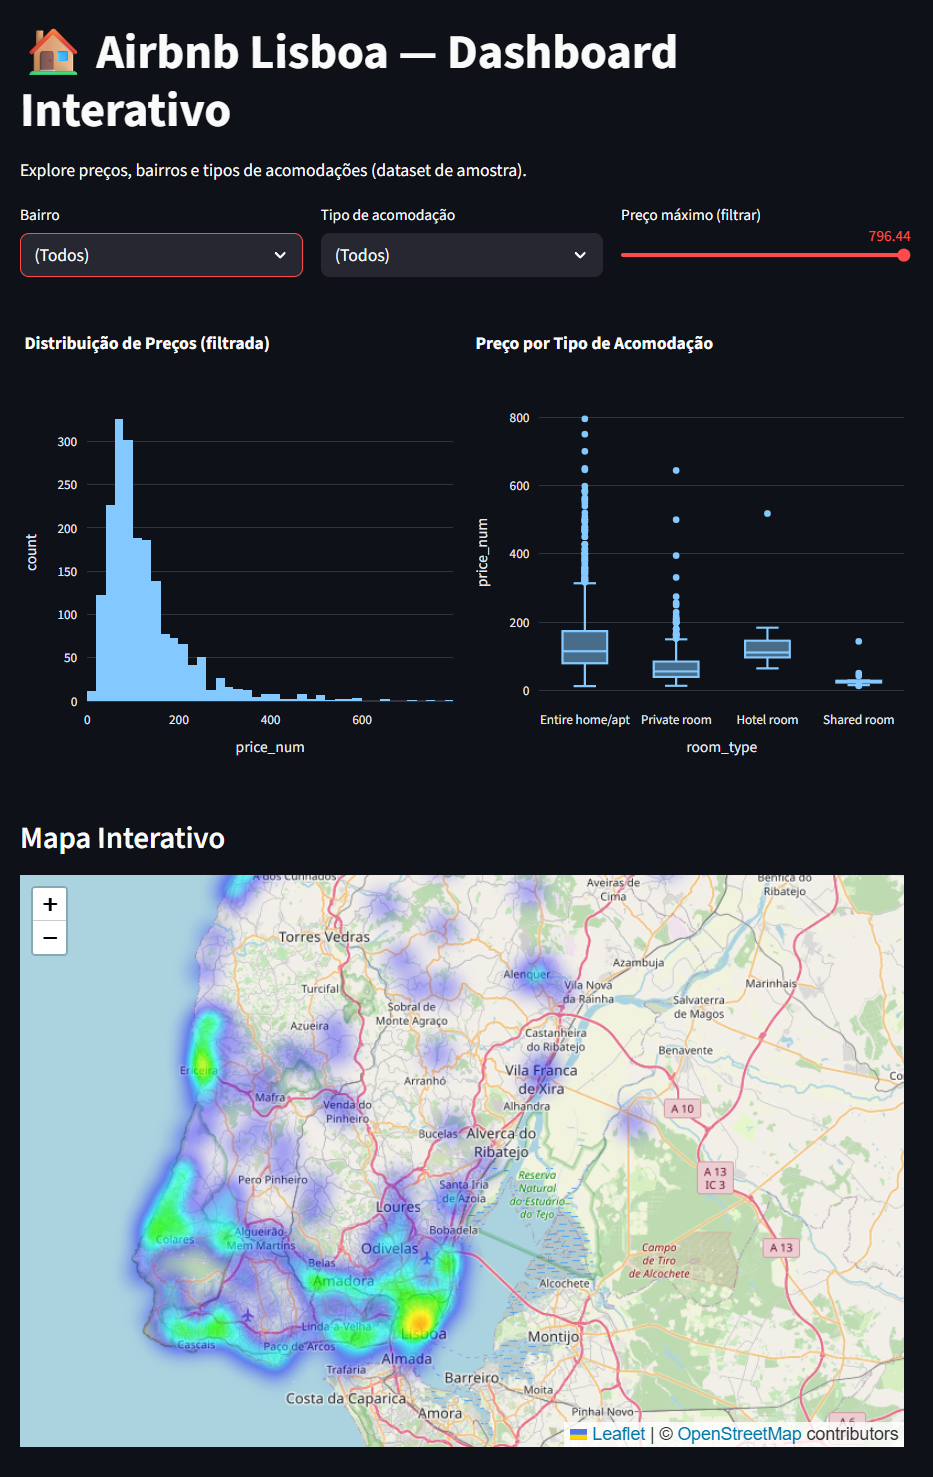 Airbnb Lisboa — Dashboard
Interativo
Explore preços, bairros e tipos de acomodações (dataset de amostra).
Bairro
(Todos)
Tipo de acomodação
(Todos)
Preço máximo (filtrar)
796.44
Distribuição de Preços (filtrada)
300
250
200
150
100
50
0
count
0
200
400
600
price_num
Preço por Tipo de Acomodação
800
600
400
200
0
price_num
Entire home/apt
Private room
Hotel room
Shared room
room_type
Mapa Interativo
+
−
A dos Cunhados
Aveiras de
Cima
Benfica do
Ribatejo
Torres Vedras
Azambuja
Alenquer
Turcifal
Vila Nova
da Rainha
Marinhais
Sobral de
Monte Agraço
Salvaterra
de Magos
Azueira
Castanheira
do Ribatejo
Benavente
Ericeira
Arranhó
Vila Franca
de Xira
Co
Mafra
Venda do
Pinheiro
Alhandra
A 10
Bucelas
Alverca do
Ribatejo
Pero Pinheiro
Santa Iria
de Azoia
Reserva
Natural
do Estuário
do Tejo
A 13
IC 3
Loures
Bobadela
Colares
Algueirão-
Mem Martins
Odivelas
Belas
Campo
de Tiro
de Alcochete
A 13
Amadora
Alcochete
Linda-a-Velha
Lisboa
Cascais
Paço de Arcos
Montijo
Almada
Trafaria
Barreiro
Moita
Costa da Caparica
Amora
Pinhal Novo
A 6
Leaflet | © OpenStreetMap contributors